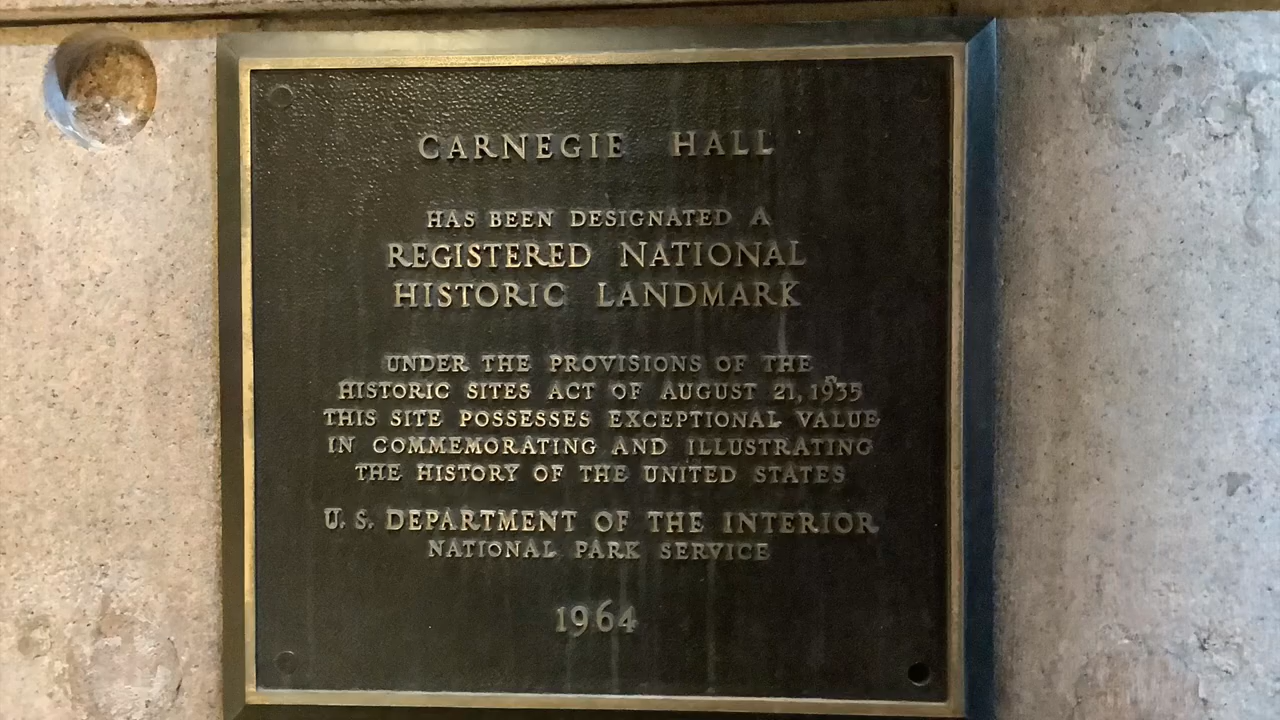 CARNEGIE HALL
HAS BEEN DESIGNATED A
REGISTERED NATIONAL
HISTORIC LANDMARK
UNDER THE PROVISIONS OF THE
HISTORIC SITES ACT OF AUGUST 21, 1935
THIS SITE POSSESSES EXCEPTIONAL VALUE
IN COMMEMORATING AND ILLUSTRATING
THE HISTORY OF THE UNITED STATES
U. S. DEPARTMENT OF THE INTERIOR
NATIONAL PARK SERVICE
1964